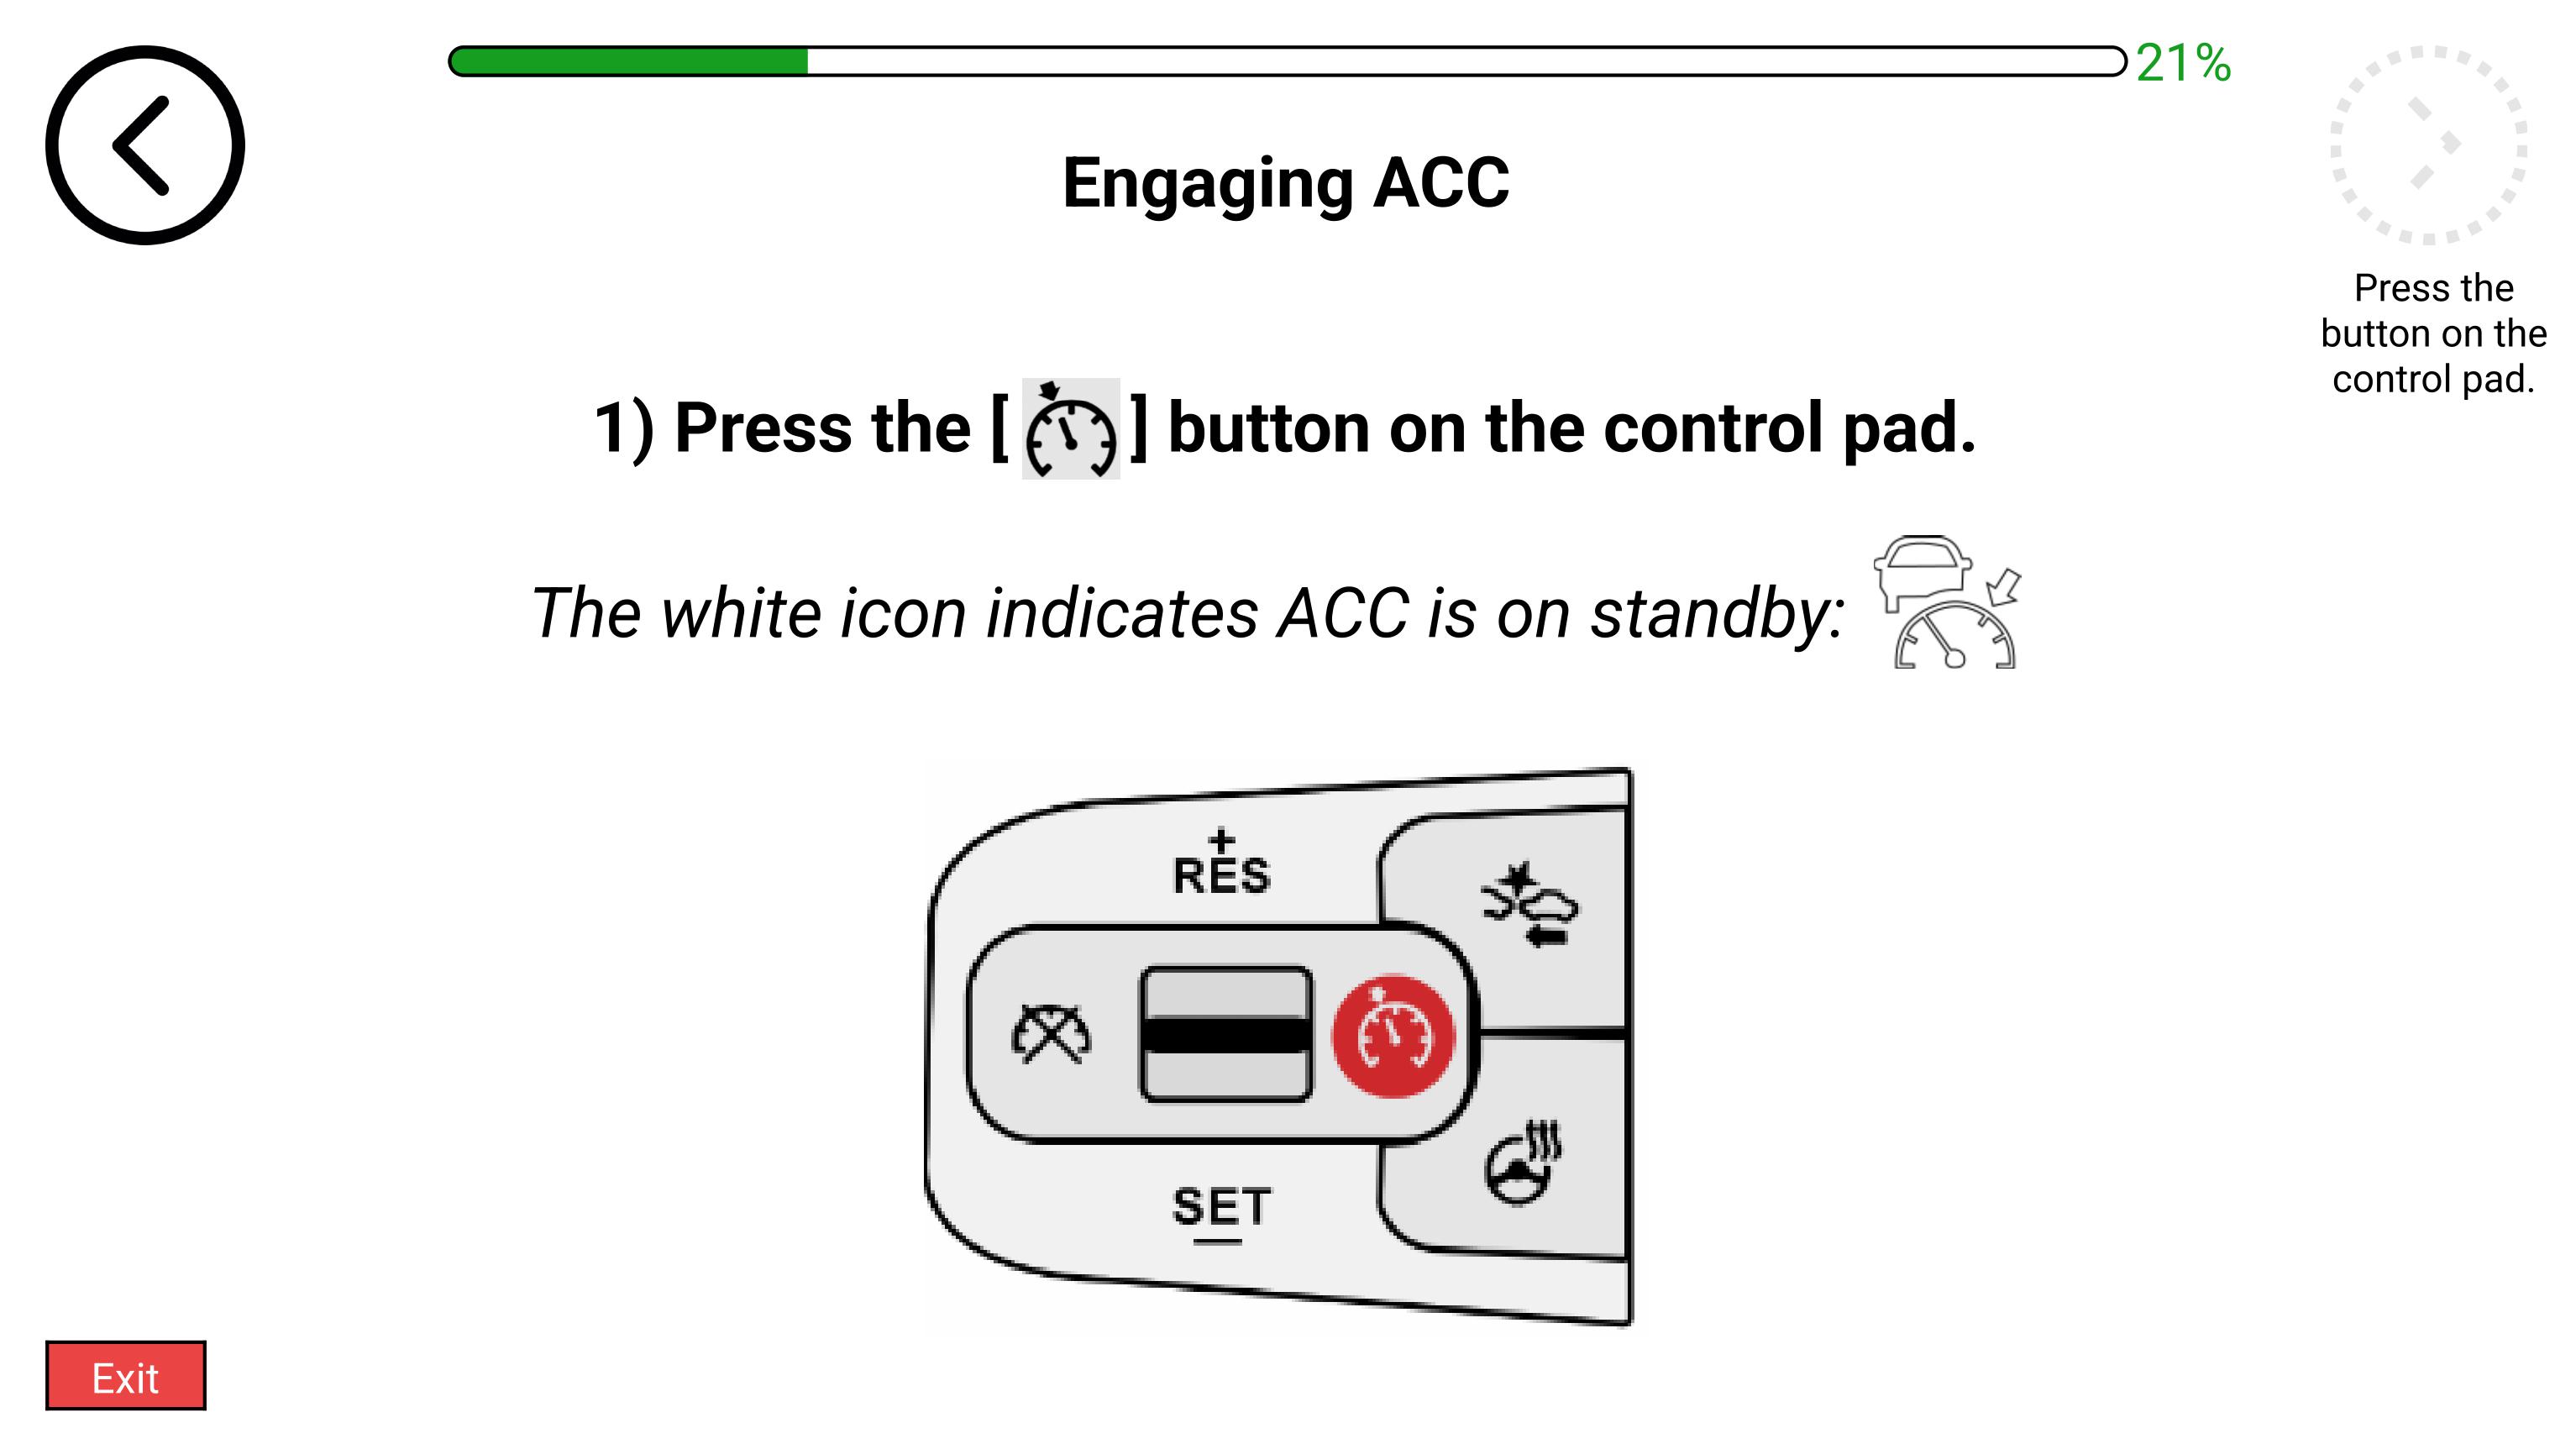 21%
Engaging ACC
Press the
button on the
control pad.
1) Press the [ ] button on the control pad.
The white icon indicates ACC is on standby:
+
RES
SET
—
Exit